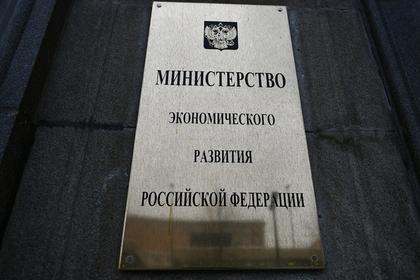 МИНИСТЕРСТВО
ЭКОНОМИЧЕСКОГО
РАЗВИТИЯ
РОССИЙСКОЙ ФЕДЕРАЦИИ